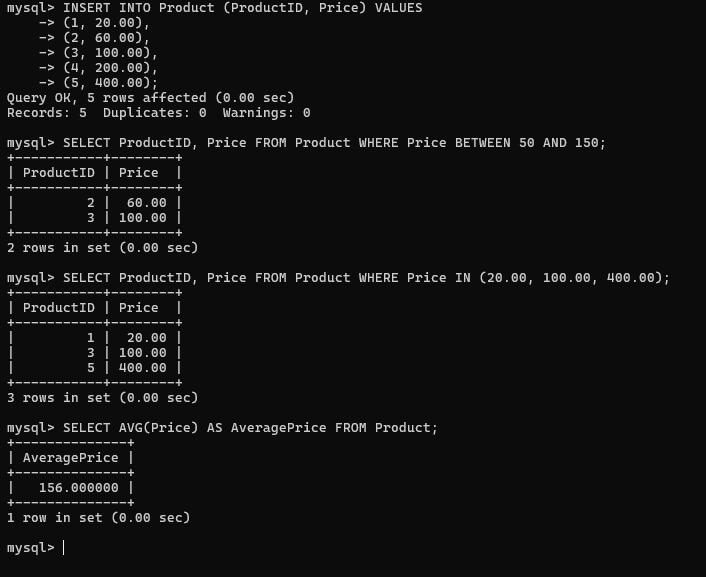 mysql> INSERT INTO Product (ProductID, Price) VALUES
    -> (1, 20.00),
    -> (2, 60.00),
    -> (3, 100.00),
    -> (4, 200.00),
    -> (5, 400.00);
Query OK, 5 rows affected (0.00 sec)
Records: 5  Duplicates: 0  Warnings: 0

mysql> SELECT ProductID, Price FROM Product WHERE Price BETWEEN 50 AND 150;
+-----------+--------+
| ProductID | Price  |
+-----------+--------+
|         2 |  60.00 |
|         3 | 100.00 |
+-----------+--------+
2 rows in set (0.00 sec)

mysql> SELECT ProductID, Price FROM Product WHERE Price IN (20.00, 100.00, 400.00);
+-----------+--------+
| ProductID | Price  |
+-----------+--------+
|         1 |  20.00 |
|         3 | 100.00 |
|         5 | 400.00 |
+-----------+--------+
3 rows in set (0.00 sec)

mysql> SELECT AVG(Price) AS AveragePrice FROM Product;
+--------------+
| AveragePrice |
+--------------+
|   156.000000 |
+--------------+
1 row in set (0.00 sec)

mysql>